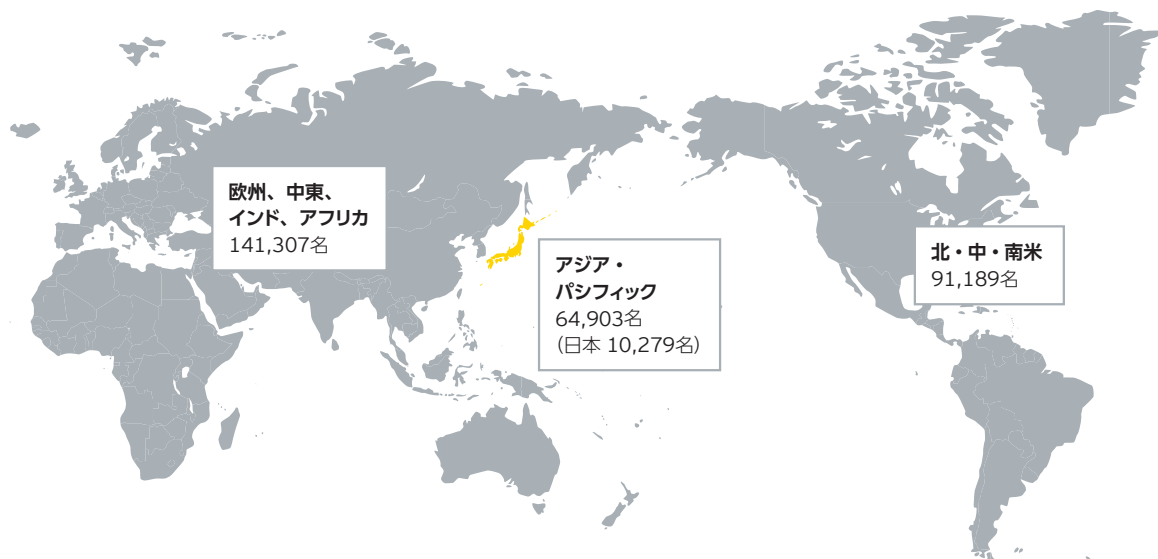 欧州、中東、
インド、アフリカ
141,307名
アジア・
パシフィック
64,903名
(日本 10,279名)
北・中・南米
91,189名